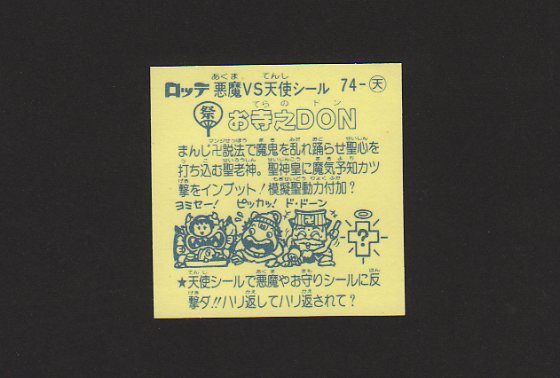 ロッテ 悪魔VS天使シール 74-天
祭 お寺之DON
まんじ卍説法で魔鬼を乱れ踊らせ聖心を
打ち込む聖老神。聖神皇に魔気予知カツ
撃をインプット!模擬聖動力付加?
ヨミセー! ピッカッ! ド・ドーン
?
★天使シールで悪魔やお守りシールに反
撃ダ!!ハリ返してハリ返されて?